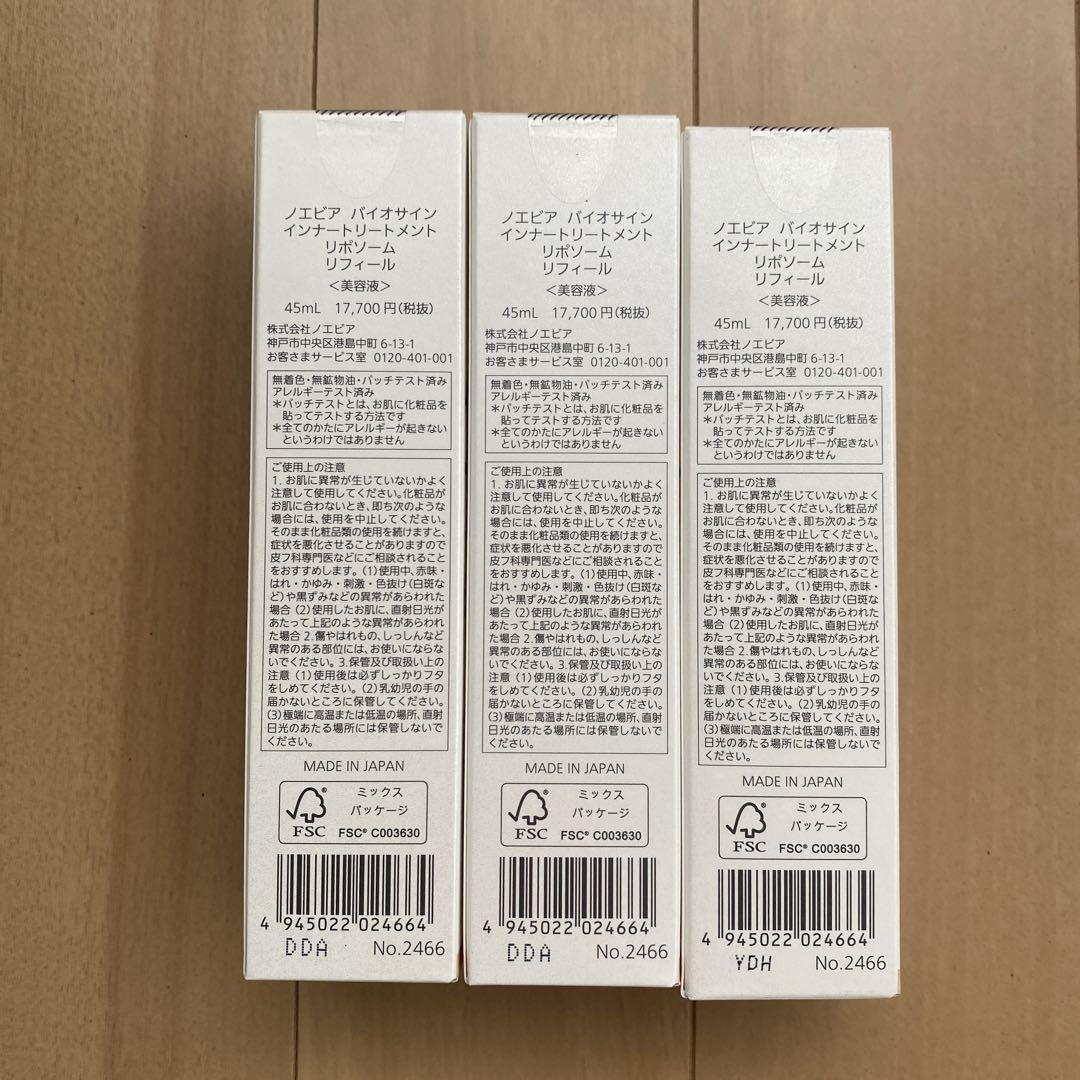 ノエビア バイオサイン
インナートリートメント
リポソーム
リフィール
<美容液>
45mL 17,700円(税抜)
株式会社ノエビア
神戸市中央区港島中町6-13-1
お客さまサービス室 0120-401-001
無着色・無鉱物油・パッチテスト済み
アレルギーテスト済み
*パッチテストとは、お肌に化粧品を
貼ってテストする方法です
*全てのかたにアレルギーが起きない
というわけではありません
ご使用上の注意
1. お肌に異常が生じていないかよく
注意して使用してください。化粧品が
お肌に合わないとき、即ち次のような
場合には、使用を中止してください。
そのまま化粧品類の使用を続けますと、
症状を悪化させることがありますので
皮フ科専門医などにご相談されること
をおすすめします。(1)使用中、赤味・
はれ・かゆみ・刺激・色抜け(白斑な
ど)や黒ずみなどの異常があらわれた
場合 (2)使用したお肌に、直射日光が
あたって上記のような異常があらわれ
た場合 2.傷やはれもの、しっしんなど
異常のある部位には、お使いにならな
いでください。3.保管及び取扱い上の
注意 (1)使用後は必ずしっかりフタ
をしめてください。(2)乳幼児の手の
届かないところに保管してください。
(3)極端に高温または低温の場所、直射
日光のあたる場所には保管しないで
ください。
MADE IN JAPAN
FSC
ミックス
パッケージ
FSC® C003630
4 945022 024664
DDA No.2466
ノエビア バイオサイン
インナートリートメント
リポソーム
リフィール
<美容液>
45mL 17,700円(税抜)
株式会社ノエビア
神戸市中央区港島中町6-13-1
お客さまサービス室 0120-401-001
無着色・無鉱物油・パッチテスト済み
アレルギーテスト済み
*パッチテストとは、お肌に化粧品を
貼ってテストする方法です
*全てのかたにアレルギーが起きない
というわけではありません
ご使用上の注意
1. お肌に異常が生じていないかよく
注意して使用してください。化粧品が
お肌に合わないとき、即ち次のような
場合には、使用を中止してください。
そのまま化粧品類の使用を続けますと、
症状を悪化させることがありますので
皮フ科専門医などにご相談されること
をおすすめします。(1)使用中、赤味・
はれ・かゆみ・刺激・色抜け(白斑な
ど)や黒ずみなどの異常があらわれた
場合 (2)使用したお肌に、直射日光が
あたって上記のような異常があらわれ
た場合 2.傷やはれもの、しっしんなど
異常のある部位には、お使いにならな
いでください。3.保管及び取扱い上の
注意 (1)使用後は必ずしっかりフタ
をしめてください。(2)乳幼児の手の
届かないところに保管してください。
(3)極端に高温または低温の場所、直射
日光のあたる場所には保管しないで
ください。
MADE IN JAPAN
FSC
ミックス
パッケージ
FSC® C003630
4 945022 024664
DDA No.2466
ノエビア バイオサイン
インナートリートメント
リポソーム
リフィール
<美容液>
45mL 17,700円(税抜)
株式会社ノエビア
神戸市中央区港島中町6-13-1
お客さまサービス室 0120-401-001
無着色・無鉱物油・パッチテスト済み
アレルギーテスト済み
*パッチテストとは、お肌に化粧品を
貼ってテストする方法です
*全てのかたにアレルギーが起きない
というわけではありません
ご使用上の注意
1. お肌に異常が生じていないかよく
注意して使用してください。化粧品が
お肌に合わないとき、即ち次のような
場合には、使用を中止してください。
そのまま化粧品類の使用を続けますと、
症状を悪化させることがありますので
皮フ科専門医などにご相談されること
をおすすめします。(1)使用中、赤味・
はれ・かゆみ・刺激・色抜け(白斑な
ど)や黒ずみなどの異常があらわれた
場合 (2)使用したお肌に、直射日光が
あたって上記のような異常があらわれ
た場合 2.傷やはれもの、しっしんなど
異常のある部位には、お使いにならな
いでください。3.保管及び取扱い上の
注意 (1)使用後は必ずしっかりフタ
をしめてください。(2)乳幼児の手の
届かないところに保管してください。
(3)極端に高温または低温の場所、直射
日光のあたる場所には保管しないで
ください。
MADE IN JAPAN
FSC
ミックス
パッケージ
FSC® C003630
4 945022 024664
YDH No.2466